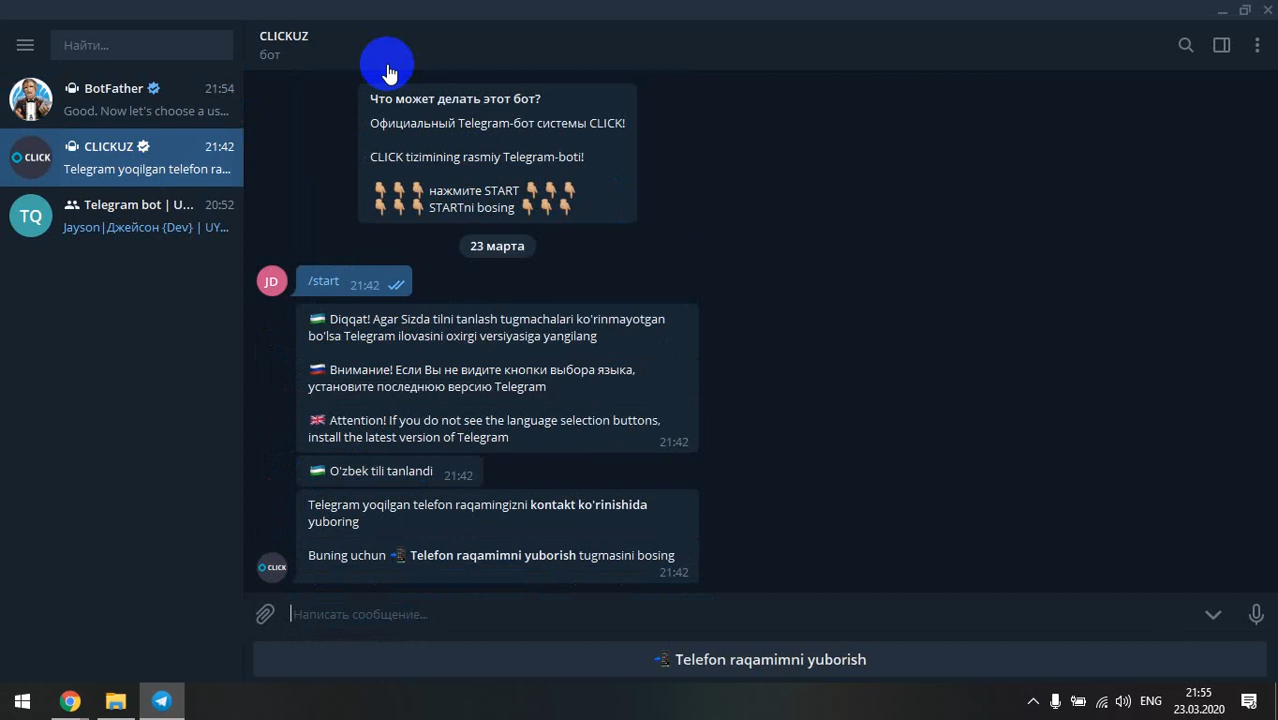 Найти...
BotFather 21:54
Good. Now let's choose a us...
CLICKUZ 21:42
Telegram yoqilgan telefon ra...
CLICK
Telegram bot | U... 20:52
Jayson|Джейсон {Dev} | UY...
TQ
CLICKUZ
бот
Что может делать этот бот?
Официальный Telegram-бот системы CLICK!
CLICK tizimining rasmiy Telegram-boti!
нажмите START
STARTni bosing
23 марта
JD
/start 21:42
Diqqat! Agar Sizda tilni tanlash tugmachalari ko'rinmayotgan
bo'lsa Telegram ilovasini oxirgi versiyasiga yangilang
Внимание! Если Вы не видите кнопки выбора языка,
установите последнюю версию Telegram
Attention! If you do not see the language selection buttons,
install the latest version of Telegram
21:42
O'zbek tili tanlandi 21:42
Telegram yoqilgan telefon raqamingizni kontakt ko'rinishida
yuboring
Buning uchun Telefon raqamimni yuborish tugmasini bosing
21:42
CLICK
Написать сообщение...
Telefon raqamimni yuborish
ENG
21:55
23.03.2020